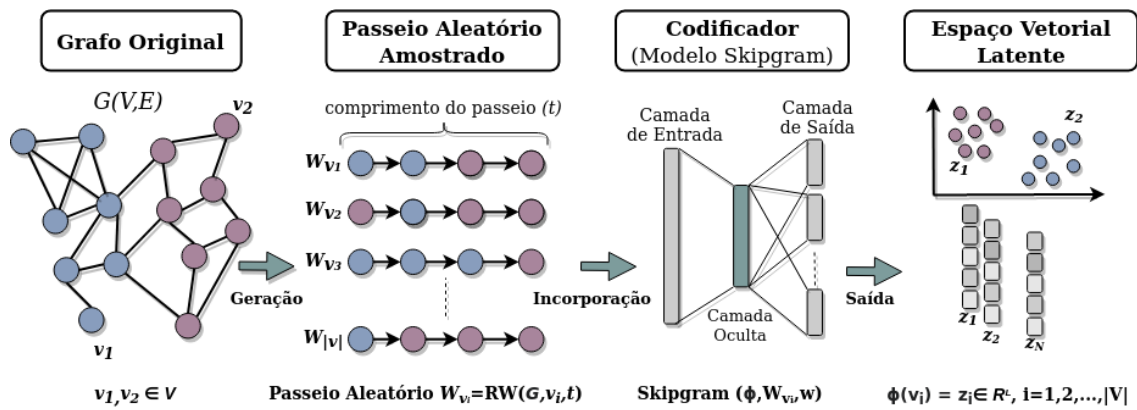 Grafo Original
G(V,E)
v2
v1
v1,v2 ∈ V
Geração
Passeio Aleatório
Amostrado
comprimento do passeio (t)
Wv1
Wv2
Wv3
W|v|
Passeio Aleatório Wvi=RW(G,vi,t)
Incorporação
Codificador
(Modelo Skipgram)
Camada
de Entrada
Camada
de Saída
Camada
Oculta
Skipgram (ϕ,Wvi,w)
Saída
Espaço Vetorial
Latente
z2
z1
z1
z2
zN
ϕ(vi) = zi∈ Rᴸ, i=1,2,...,|V|